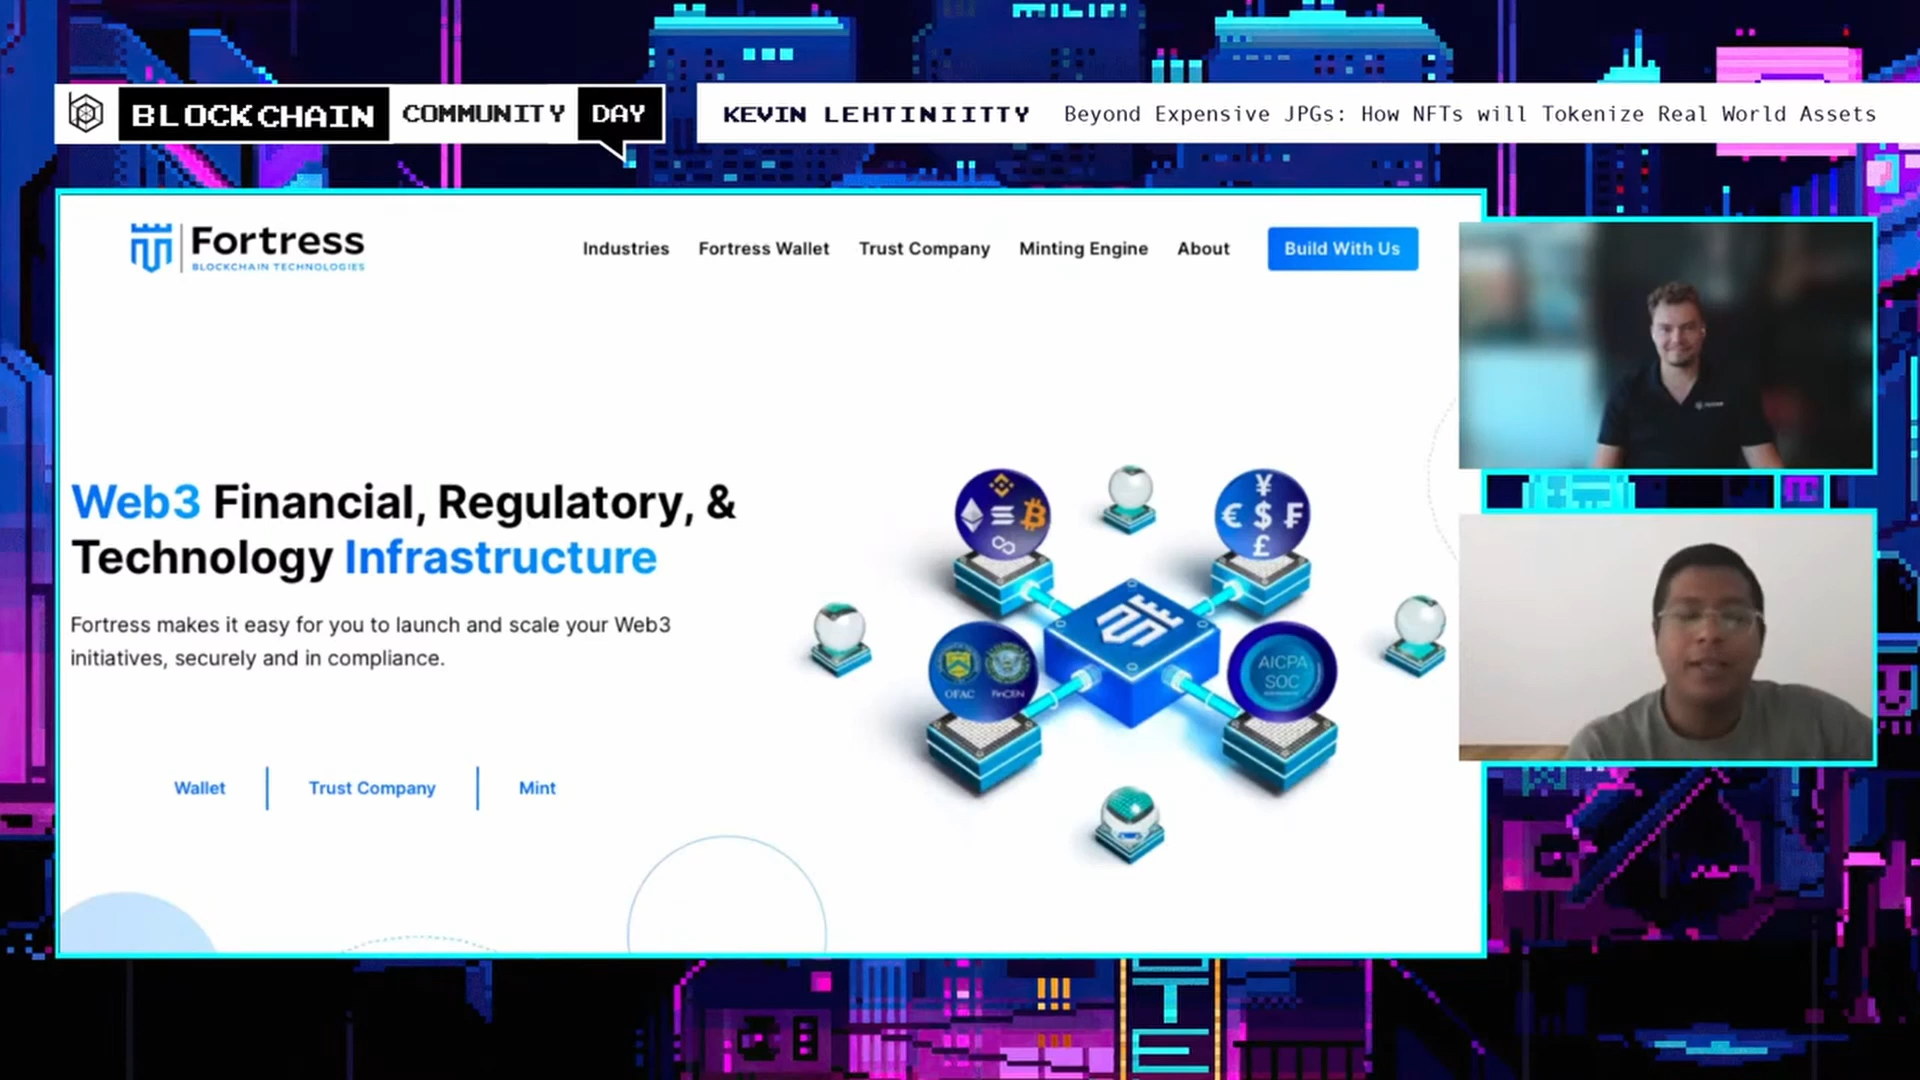 BLOCKCHAIN COMMUNITY DAY
KEVIN LEHTINIITTY Beyond Expensive JPGs: How NFTs will Tokenize Real World Assets
Fortress
BLOCKCHAIN TECHNOLOGIES
Industries Fortress Wallet Trust Company Minting Engine About Build With Us
Web3 Financial, Regulatory, &
Technology Infrastructure
Fortress makes it easy for you to launch and scale your Web3
initiatives, securely and in compliance.
Wallet Trust Company Mint
¥
€ $ ₣
£
OFAC FinCEN
AICPA
SOC
T
E